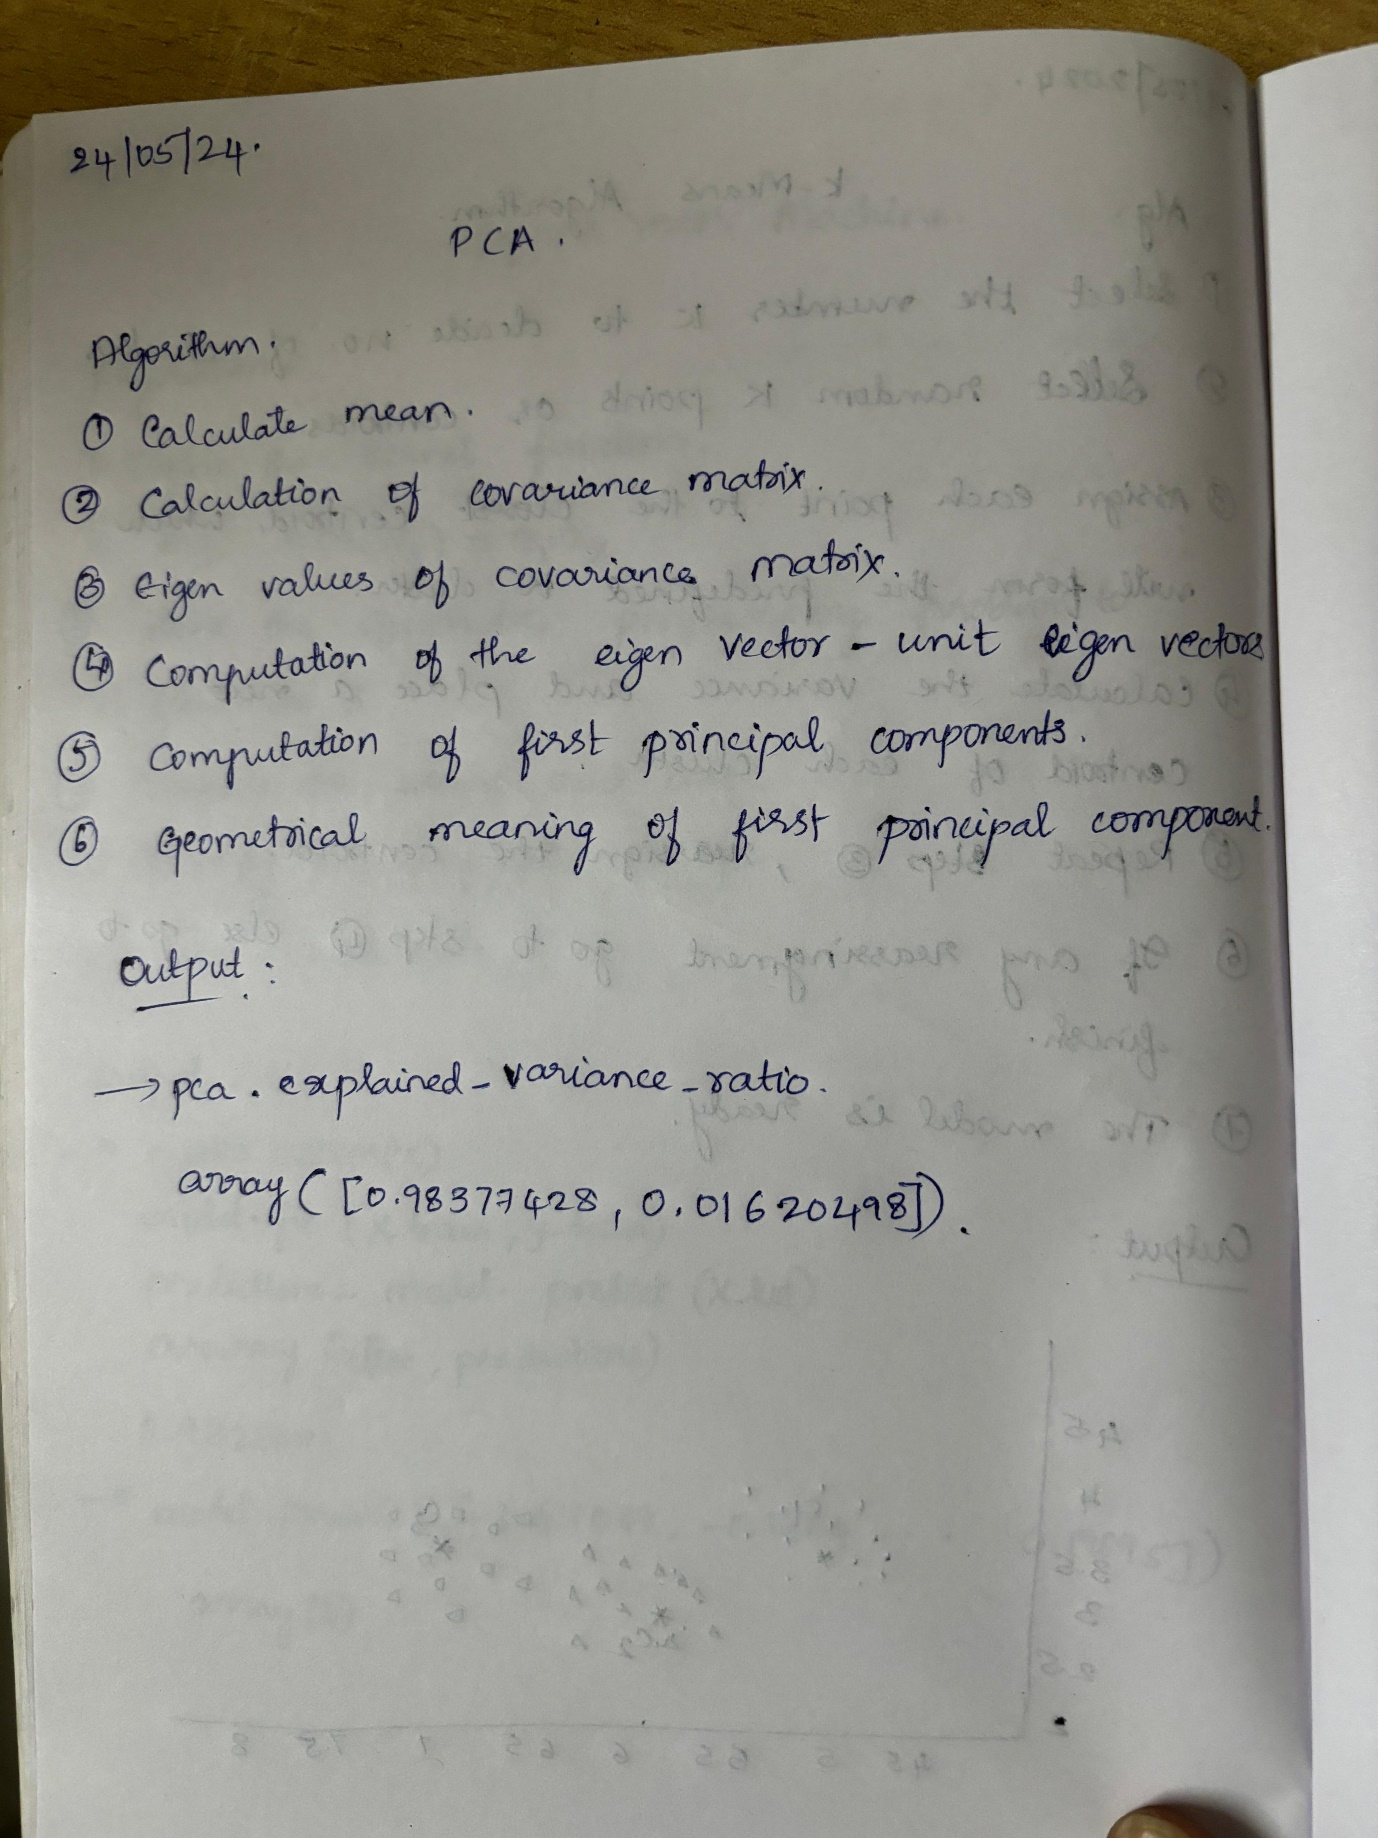 24/05/24.
PCA.
Algorithm.
① Calculate mean.
② Calculation of covariance matrix.
③ Eigen values of covariance matrix.
④ Computation of the eigen vector - unit eigen vectors
⑤ Computation of first principal components.
⑥ Geometrical meaning of first principal component.
Output:
→ pca. explained-variance-ratio.
array([0.98377428, 0.01620498]).